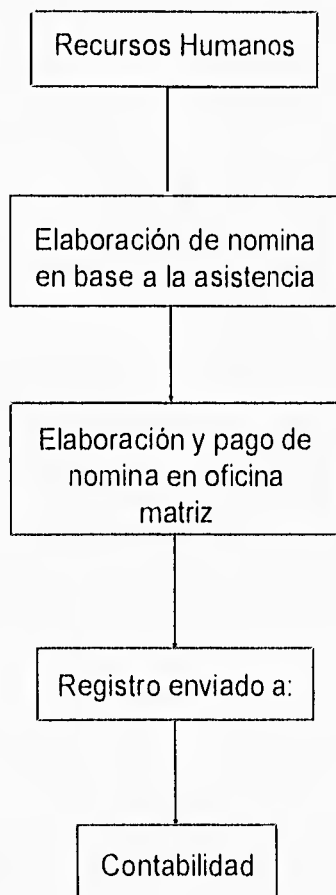 Recursos Humanos
Elaboración de nomina
en base a la asistencia
Elaboración y pago de
nomina en oficina
matriz
Registro enviado a:
Contabilidad